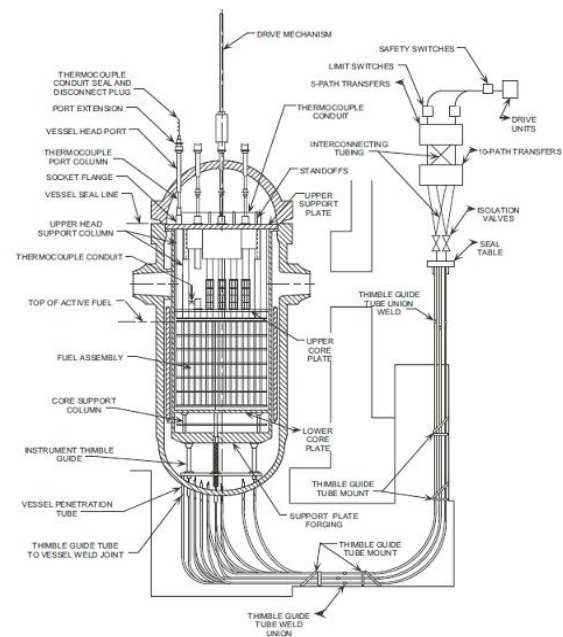 DRIVE MECHANISM
SAFETY SWITCHES
LIMIT SWITCHES
5-PATH TRANSFERS
THERMOCOUPLE
CONDUIT SEAL AND
DISCONNECT PLUG
PORT EXTENSION
VESSEL HEAD PORT
THERMOCOUPLE
PORT COLUMN
SOCKET FLANGE
VESSEL SEAL LINE
UPPER HEAD
SUPPORT COLUMN
THERMOCOUPLE CONDUIT
TOP OF ACTIVE FUEL
FUEL ASSEMBLY
CORE SUPPORT
COLUMN
INSTRUMENT THIMBLE
GUIDE
VESSEL PENETRATION
TUBE
THIMBLE GUIDE TUBE
TO VESSEL WELD JOINT
THERMOCOUPLE
CONDUIT
STANDOFFS
UPPER
SUPPORT
PLATE
UPPER
CORE
PLATE
LOWER
CORE
PLATE
SUPPORT PLATE
FORGING
INTERCONNECTING
TUBING
DRIVE
UNITS
10-PATH TRANSFERS
ISOLATION
VALVES
SEAL
TABLE
THIMBLE GUIDE
TUBE UNION
WELD
THIMBLE GUIDE
TUBE MOUNT
THIMBLE GUIDE
TUBE MOUNT
THIMBLE GUIDE
TUBE WELD
UNION